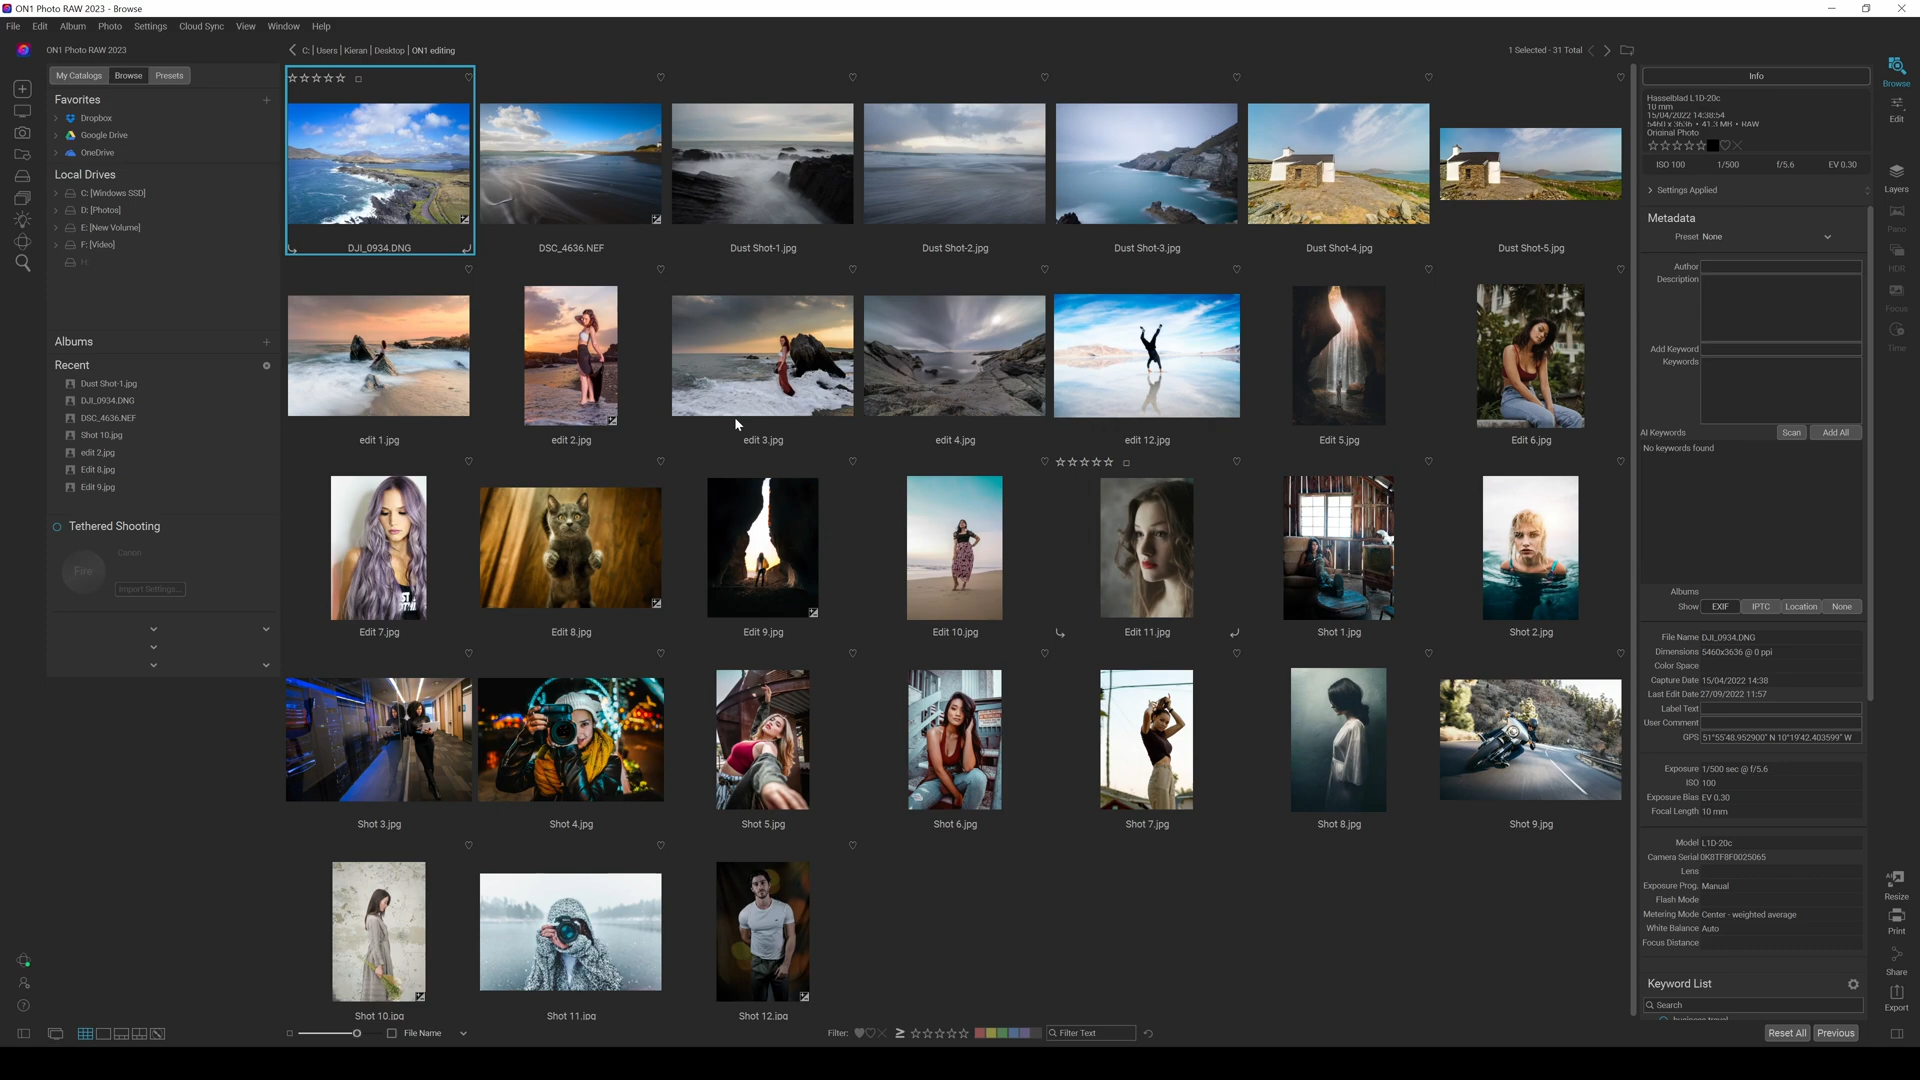 ON1 Photo RAW 2023 - Browse
File Edit Album Photo Settings Cloud Sync View Window Help
ON1 Photo RAW 2023
C: | Users | Kieran | Desktop | ON1 editing
1 Selected - 31 Total
My Catalogs Browse Presets
Favorites
Dropbox
Google Drive
OneDrive
Local Drives
C: [Windows SSD]
D: [Photos]
E: [New Volume]
F: [Video]
H:
Albums
Recent
Dust Shot-1.jpg
DJI_0934.DNG
DSC_4636.NEF
Shot 10.jpg
edit 2.jpg
Edit 8.jpg
Edit 9.jpg
Tethered Shooting
Canon
Fire
Import Settings...
DJI_0934.DNG DSC_4636.NEF Dust Shot-1.jpg Dust Shot-2.jpg Dust Shot-3.jpg Dust Shot-4.jpg Dust Shot-5.jpg
edit 1.jpg edit 2.jpg edit 3.jpg edit 4.jpg edit 12.jpg Edit 5.jpg Edit 6.jpg
Edit 7.jpg Edit 8.jpg Edit 9.jpg Edit 10.jpg Edit 11.jpg Shot 1.jpg Shot 2.jpg
Shot 3.jpg Shot 4.jpg Shot 5.jpg Shot 6.jpg Shot 7.jpg Shot 8.jpg Shot 9.jpg
Shot 10.jpg Shot 11.jpg Shot 12.jpg
File Name
Filter: ≥ Filter Text
Info
Hasselblad L1D-20c
10 mm
15/04/2022 14:38:54
5460 x 3636 • 41.3 MB • RAW
Original Photo
ISO 100 1/500 f/5.6 EV 0.30
Settings Applied
Metadata
Preset None
Author
Description
Add Keyword
Keywords
AI Keywords Scan Add All
No keywords found
Albums
Show EXIF IPTC Location None
File Name DJI_0934.DNG
Dimensions 5460x3636 @ 0 ppi
Color Space
Capture Date 15/04/2022 14:38
Last Edit Date 27/09/2022 11:57
Label Text
User Comment
GPS 51°55'48.952900" N 10°19'42.403599" W
Exposure 1/500 sec @ f/5.6
ISO 100
Exposure Bias EV 0.30
Focal Length 10 mm
Model L1D-20c
Camera Serial 0K8TF8F0025065
Lens
Exposure Prog. Manual
Flash Mode
Metering Mode Center - weighted average
White Balance Auto
Focus Distance
Keyword List
Search
business travel
Reset All Previous
Browse
Edit
Layers
Pano
HDR
Focus
Time
Resize
Print
Share
Export